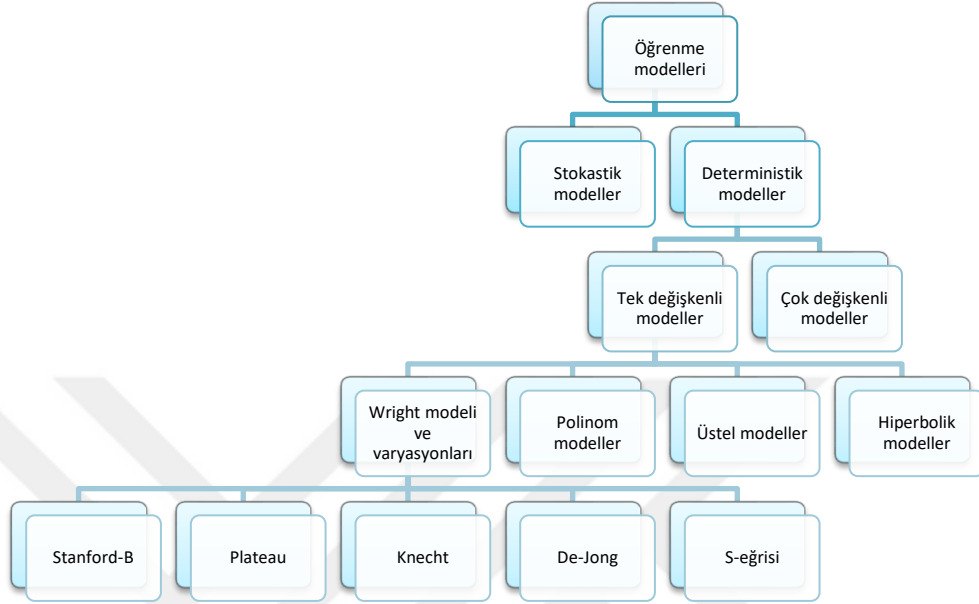 Öğrenme
modelleri
Stokastik
modeller
Deterministik
modeller
Tek değişkenli
modeller
Çok değişkenli
modeller
Wright modeli
ve
varyasyonları
Polinom
modeller
Üstel modeller
Hiperbolik
modeller
Stanford-B
Plateau
Knecht
De-Jong
S-eğrisi